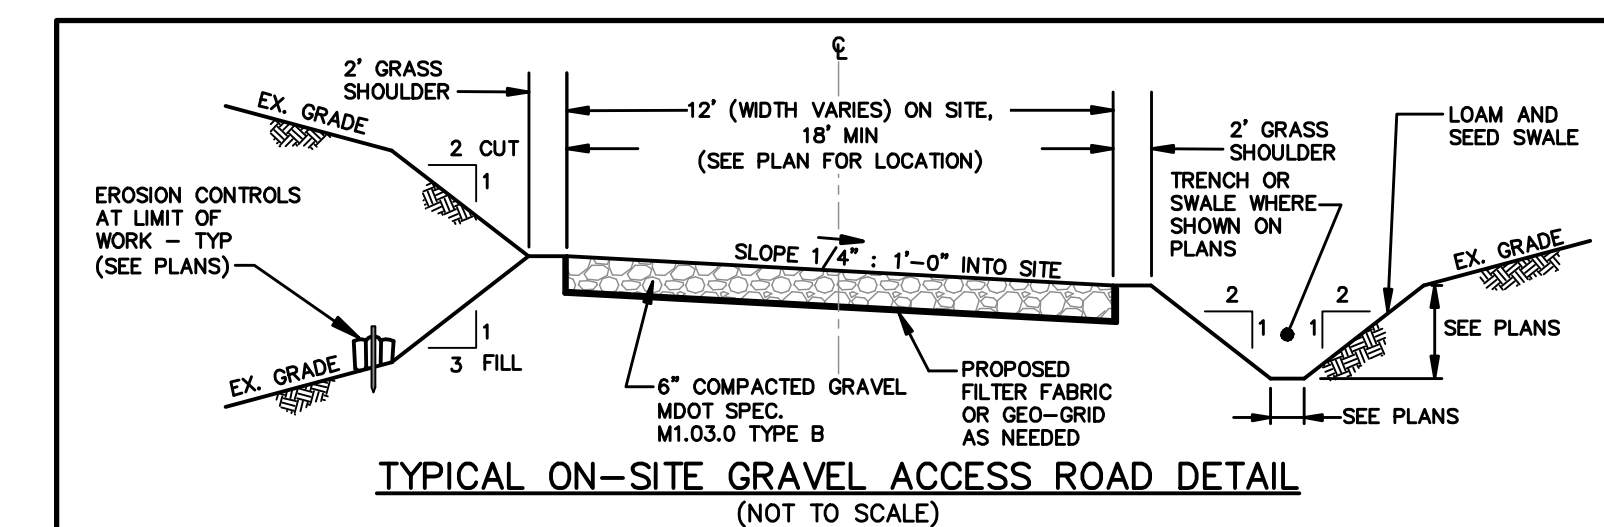 ℄
2' GRASS
SHOULDER
EX. GRADE
2 CUT
1
EROSION CONTROLS
AT LIMIT OF
WORK – TYP
(SEE PLANS)
1
3 FILL
EX. GRADE
12' (WIDTH VARIES) ON SITE,
18' MIN
(SEE PLAN FOR LOCATION)
SLOPE 1/4" : 1'-0" INTO SITE
6" COMPACTED GRAVEL
MDOT SPEC.
M1.03.0 TYPE B
PROPOSED
FILTER FABRIC
OR GEO-GRID
AS NEEDED
2' GRASS
SHOULDER
TRENCH OR
SWALE WHERE
SHOWN ON
PLANS
LOAM AND
SEED SWALE
EX. GRADE
2
1
2
1
SEE PLANS
SEE PLANS
TYPICAL ON-SITE GRAVEL ACCESS ROAD DETAIL
(NOT TO SCALE)